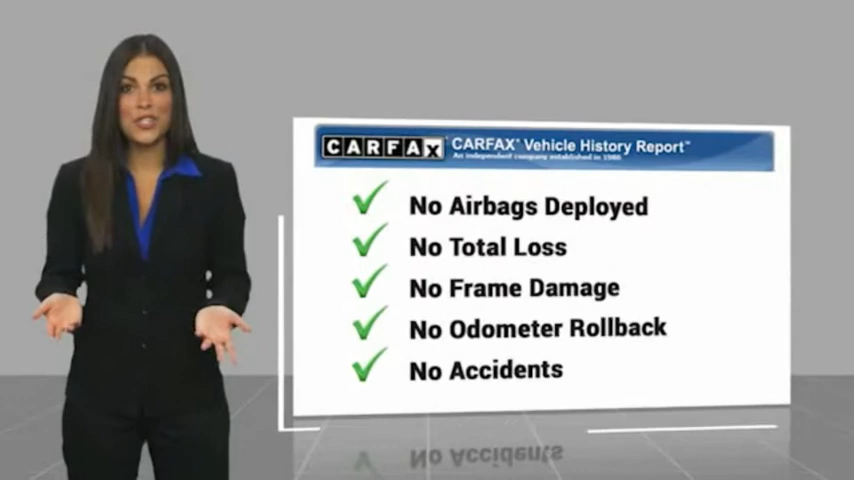 CARFAX CARFAX® Vehicle History Report™
An independent company established in 1986
No Airbags Deployed
No Total Loss
No Frame Damage
No Odometer Rollback
No Accidents
No Accidents